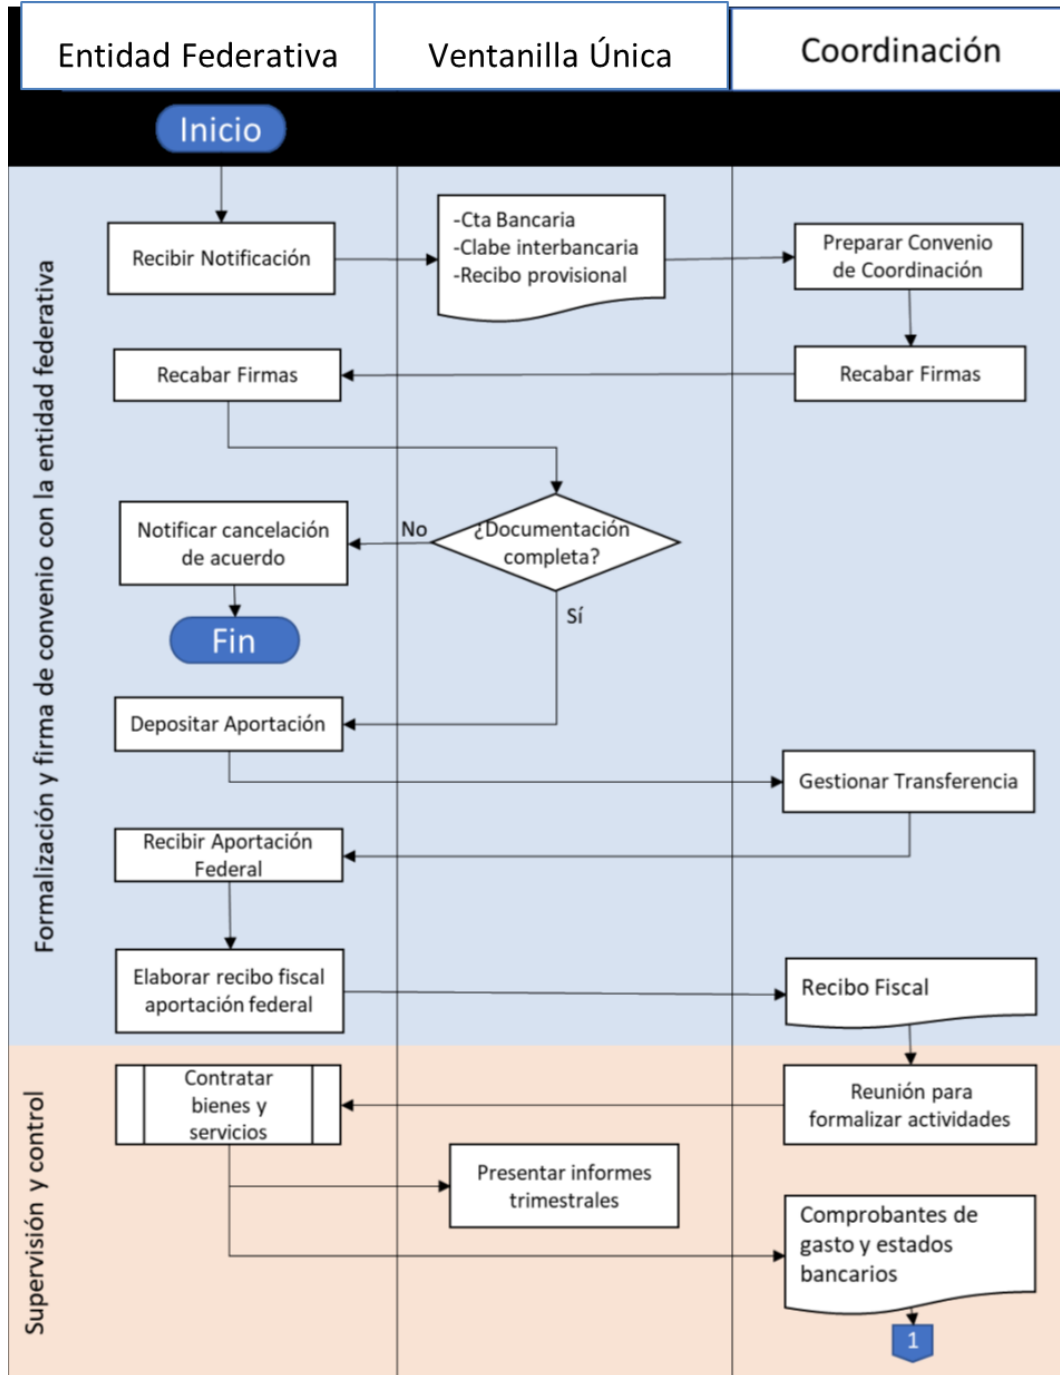 Entidad Federativa
Ventanilla Única
Coordinación
Inicio
Formalización y firma de convenio con la entidad federativa
Recibir Notificación
-Cta Bancaria
-Clabe interbancaria
-Recibo provisional
Preparar Convenio
de Coordinación
Recabar Firmas
Recabar Firmas
Notificar cancelación
de acuerdo
No
¿Documentación
completa?
Sí
Fin
Depositar Aportación
Gestionar Transferencia
Recibir Aportación
Federal
Elaborar recibo fiscal
aportación federal
Recibo Fiscal
Supervisión y control
Contratar
bienes y
servicios
Reunión para
formalizar actividades
Presentar informes
trimestrales
Comprobantes de
gasto y estados
bancarios
1